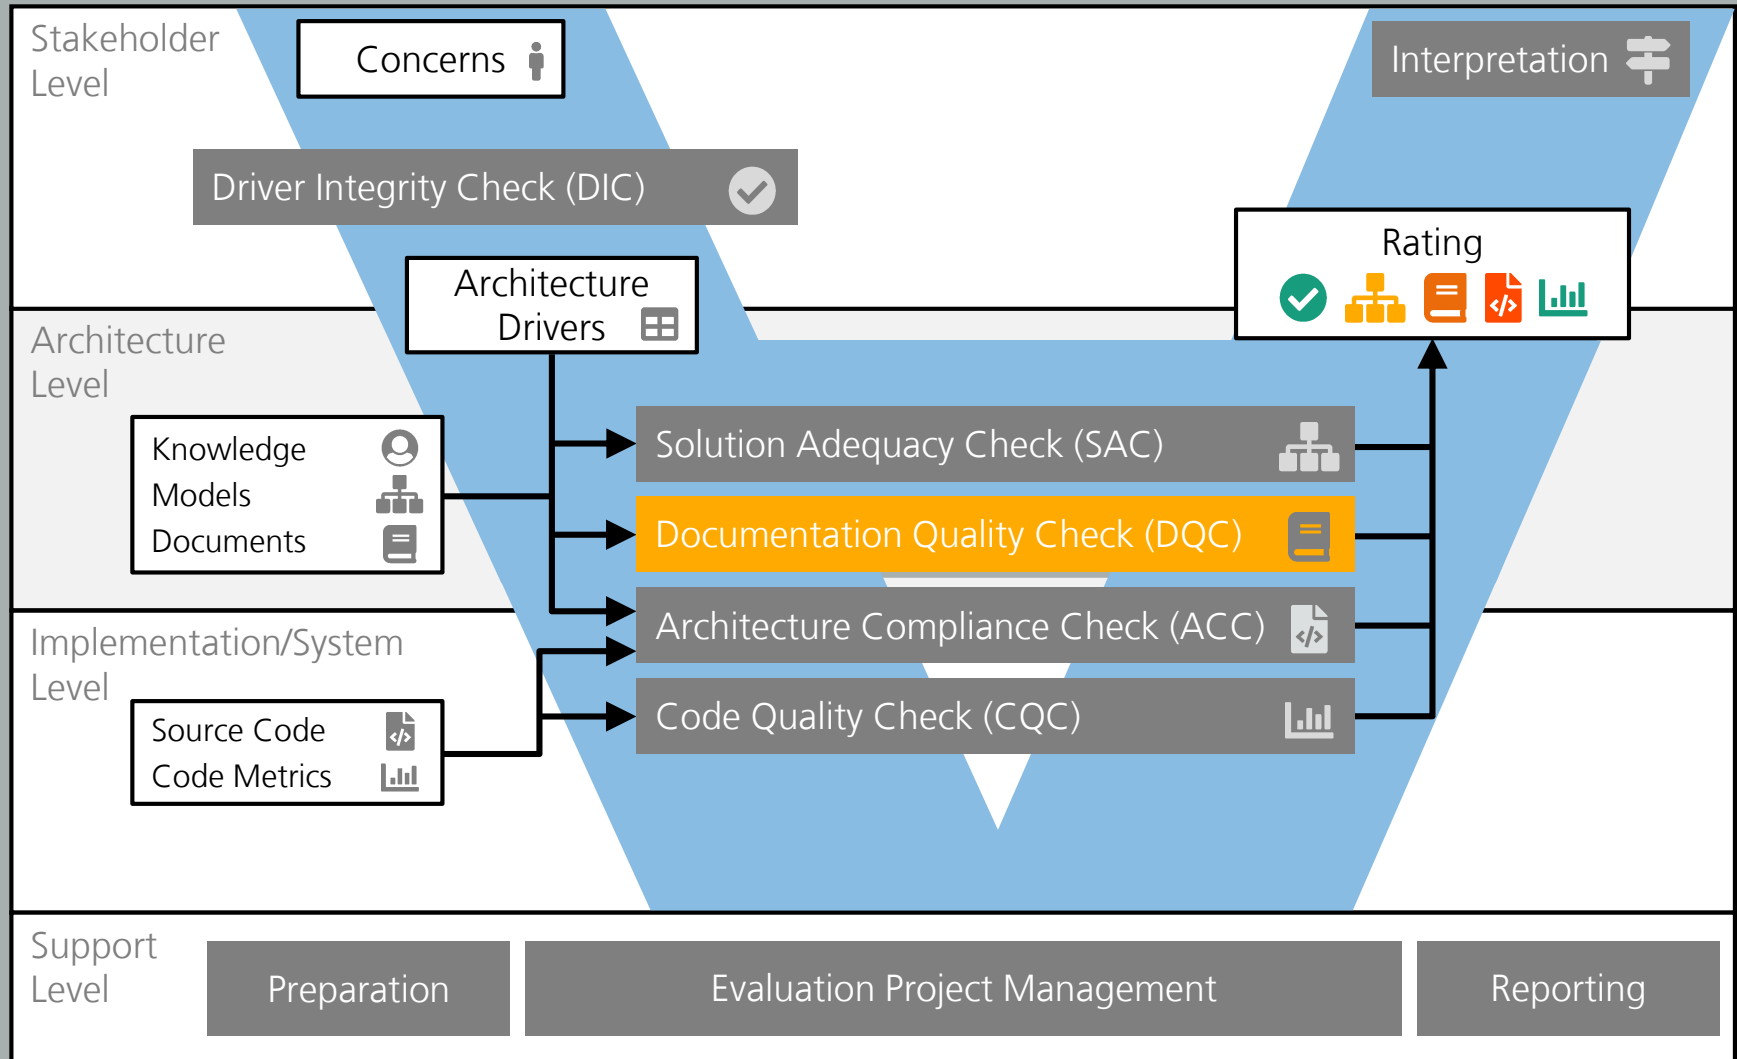 Stakeholder
Level
Concerns
Interpretation
Driver Integrity Check (DIC)
Rating
Architecture
Drivers
Architecture
Level
Knowledge
Models
Documents
Solution Adequacy Check (SAC)
Documentation Quality Check (DQC)
Architecture Compliance Check (ACC)
Code Quality Check (CQC)
Implementation/System
Level
Source Code
Code Metrics
Support
Level
Preparation
Evaluation Project Management
Reporting